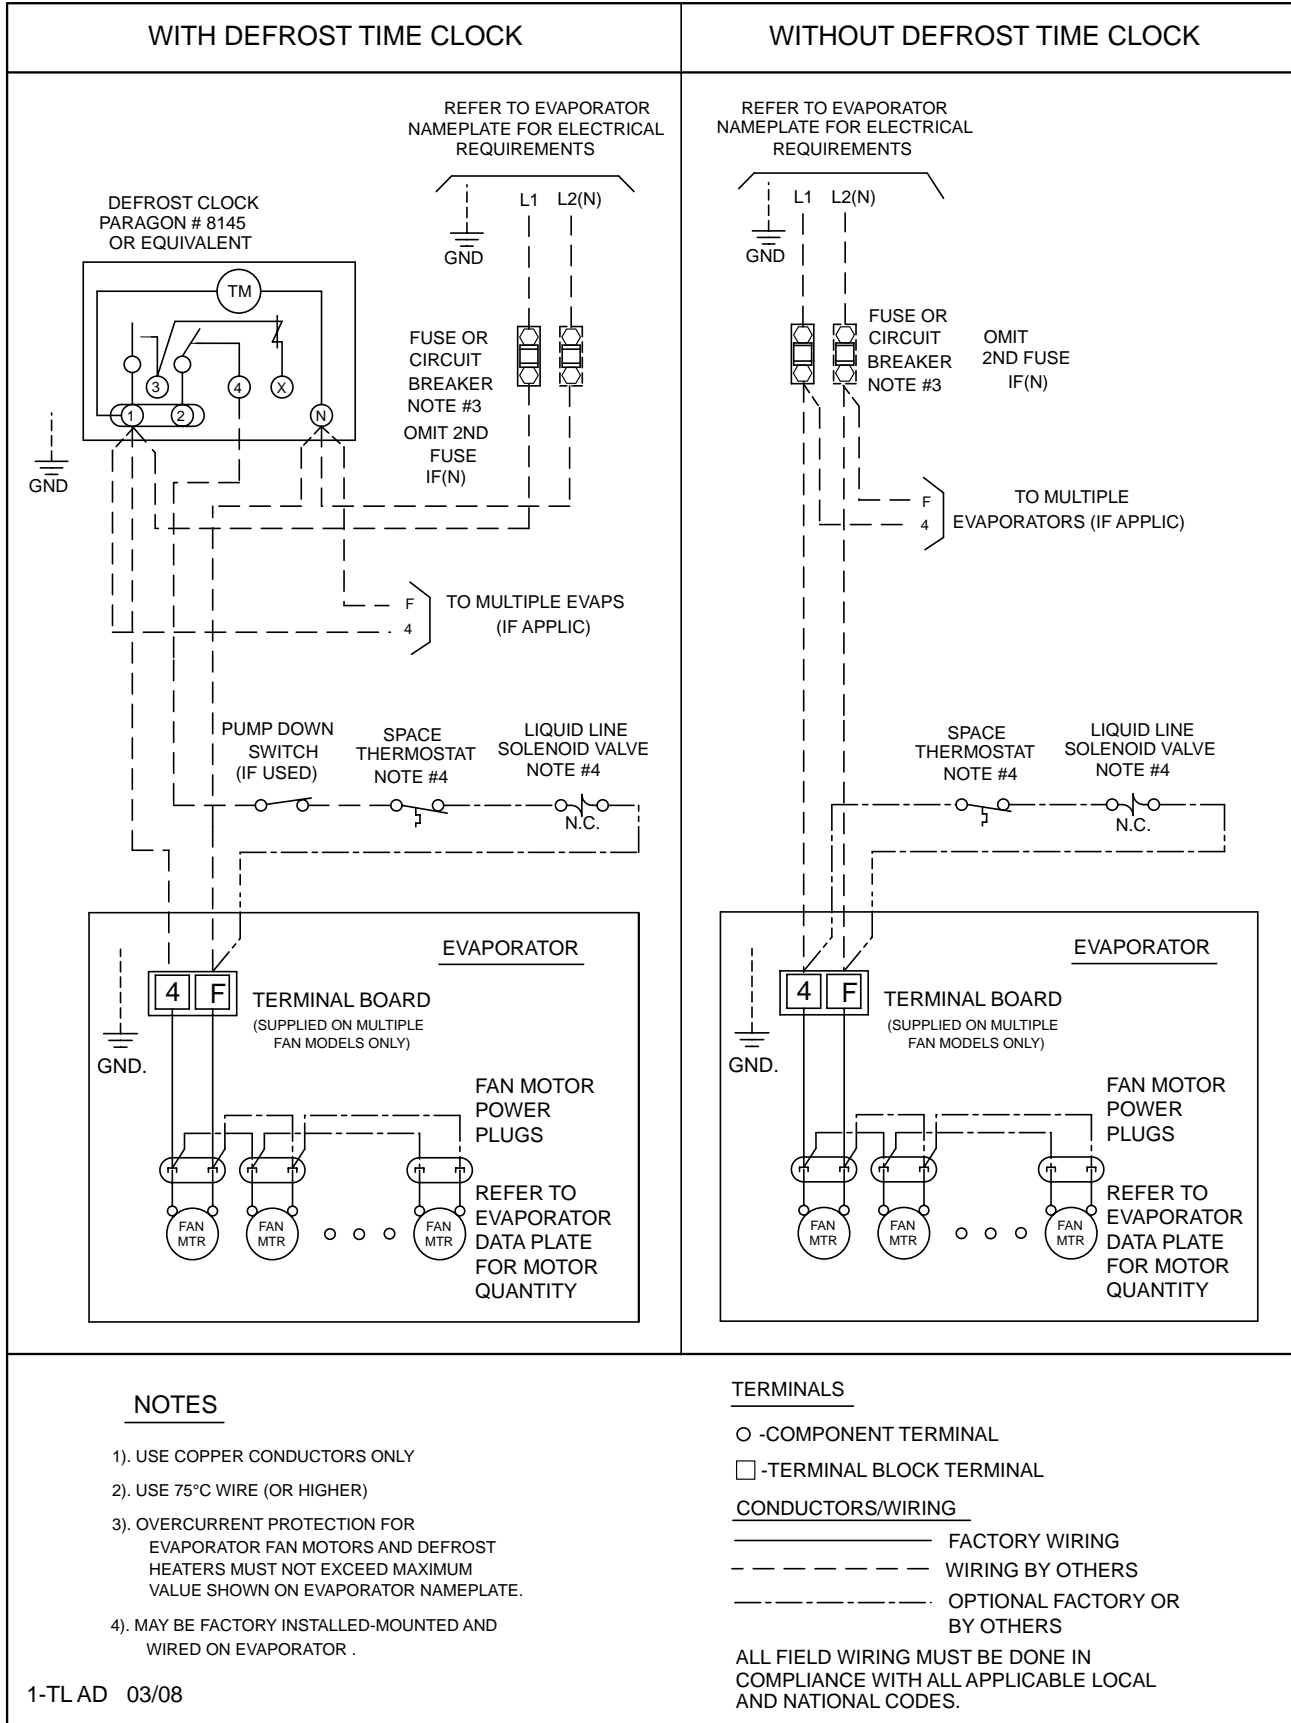 WITH DEFROST TIME CLOCK
WITHOUT DEFROST TIME CLOCK
REFER TO EVAPORATOR
NAMEPLATE FOR ELECTRICAL
REQUIREMENTS
L1 L2(N)
GND
DEFROST CLOCK
PARAGON # 8145
OR EQUIVALENT
TM
3 4 X
1 2 N
GND
FUSE OR
CIRCUIT
BREAKER
NOTE #3
OMIT 2ND
FUSE
IF(N)
F
4
TO MULTIPLE EVAPS
(IF APPLIC)
PUMP DOWN
SWITCH
(IF USED)
SPACE
THERMOSTAT
NOTE #4
LIQUID LINE
SOLENOID VALVE
NOTE #4
N.C.
EVAPORATOR
4 F
TERMINAL BOARD
(SUPPLIED ON MULTIPLE
FAN MODELS ONLY)
GND.
FAN MOTOR
POWER
PLUGS
FAN
MTR
FAN
MTR
FAN
MTR
REFER TO
EVAPORATOR
DATA PLATE
FOR MOTOR
QUANTITY
REFER TO EVAPORATOR
NAMEPLATE FOR ELECTRICAL
REQUIREMENTS
L1 L2(N)
GND
FUSE OR
CIRCUIT
BREAKER
NOTE #3
OMIT
2ND FUSE
IF(N)
F
4
TO MULTIPLE
EVAPORATORS (IF APPLIC)
SPACE
THERMOSTAT
NOTE #4
LIQUID LINE
SOLENOID VALVE
NOTE #4
N.C.
EVAPORATOR
4 F
TERMINAL BOARD
(SUPPLIED ON MULTIPLE
FAN MODELS ONLY)
GND.
FAN MOTOR
POWER
PLUGS
FAN
MTR
FAN
MTR
FAN
MTR
REFER TO
EVAPORATOR
DATA PLATE
FOR MOTOR
QUANTITY
NOTES
1). USE COPPER CONDUCTORS ONLY
2). USE 75°C WIRE (OR HIGHER)
3). OVERCURRENT PROTECTION FOR
EVAPORATOR FAN MOTORS AND DEFROST
HEATERS MUST NOT EXCEED MAXIMUM
VALUE SHOWN ON EVAPORATOR NAMEPLATE.
4). MAY BE FACTORY INSTALLED-MOUNTED AND
WIRED ON EVAPORATOR .
1-TL AD 03/08
TERMINALS
-COMPONENT TERMINAL
-TERMINAL BLOCK TERMINAL
CONDUCTORS/WIRING
FACTORY WIRING
WIRING BY OTHERS
OPTIONAL FACTORY OR
BY OTHERS
ALL FIELD WIRING MUST BE DONE IN
COMPLIANCE WITH ALL APPLICABLE LOCAL
AND NATIONAL CODES.